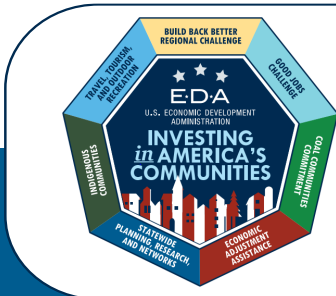 BUILD BACK BETTER
REGIONAL CHALLENGE
GOOD JOBS
CHALLENGE
COAL COMMUNITIES
COMMITMENT
ECONOMIC
ADJUSTMENT
ASSISTANCE
STATEWIDE
PLANNING, RESEARCH,
AND NETWORKS
INDIGENOUS
COMMUNITIES
TRAVEL, TOURISM,
AND OUTDOOR
RECREATION
E·D·A
U.S. ECONOMIC DEVELOPMENT
ADMINISTRATION
INVESTING
in AMERICA'S
COMMUNITIES